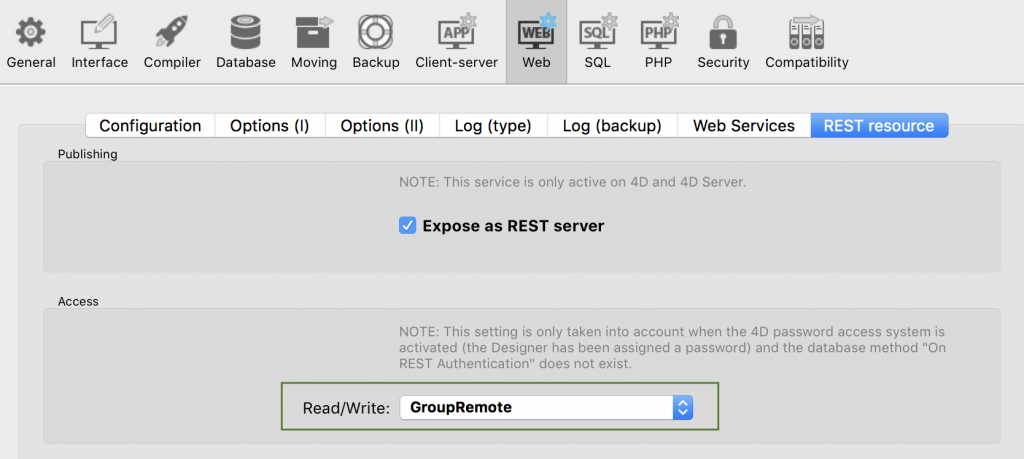 APP WEB SQL PHP
General Interface Compiler Database Moving Backup Client-server Web SQL PHP Security Compatibility
Configuration Options (I) Options (II) Log (type) Log (backup) Web Services REST resource
Publishing
NOTE: This service is only active on 4D and 4D Server.
Expose as REST server
Access
NOTE: This setting is only taken into account when the 4D password access system is
activated (the Designer has been assigned a password) and the database method "On
REST Authentication" does not exist.
Read/Write: GroupRemote